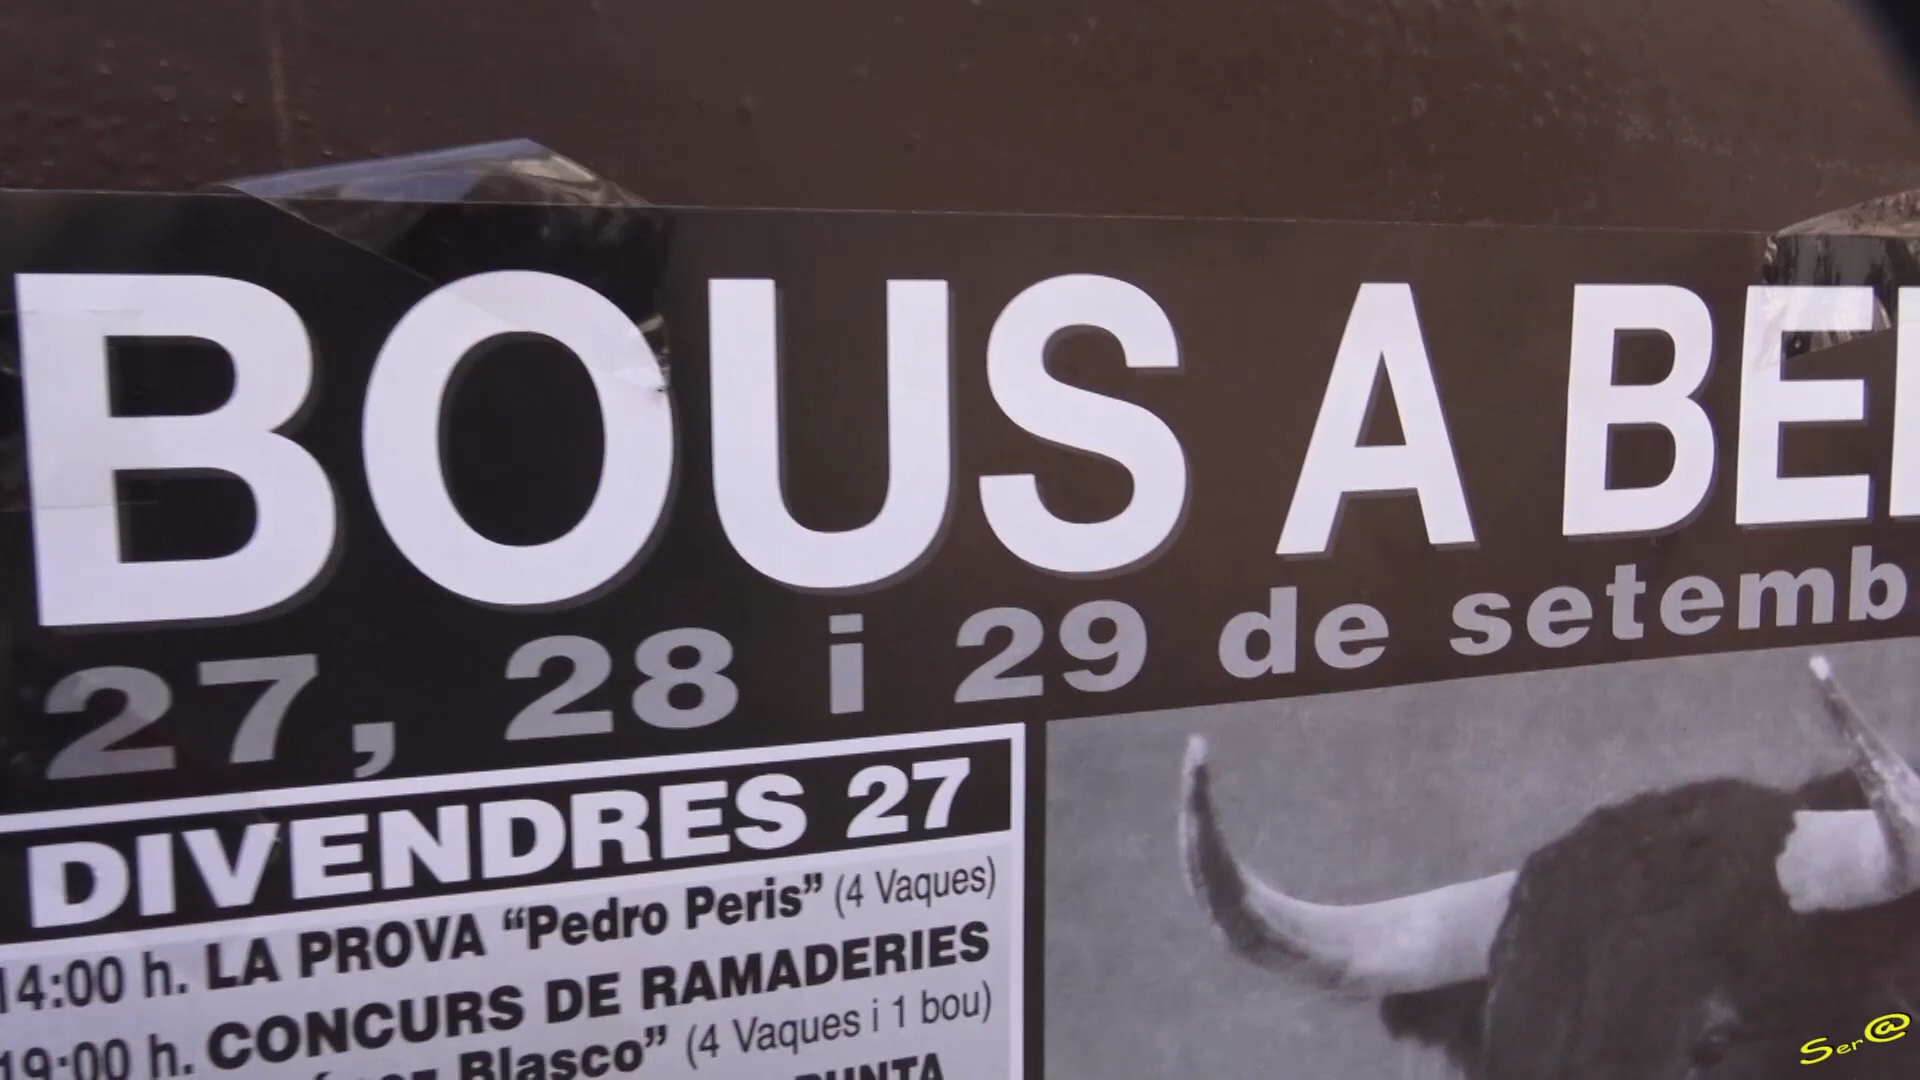 BOUS A BE
27, 28 i 29 de setemb
DIVENDRES 27
14:00 h. LA PROVA “Pedro Peris” (4 Vaques)
19:00 h. CONCURS DE RAMADERIES
Blasco” (4 Vaques i 1 bou)
PUNTA
Ser@